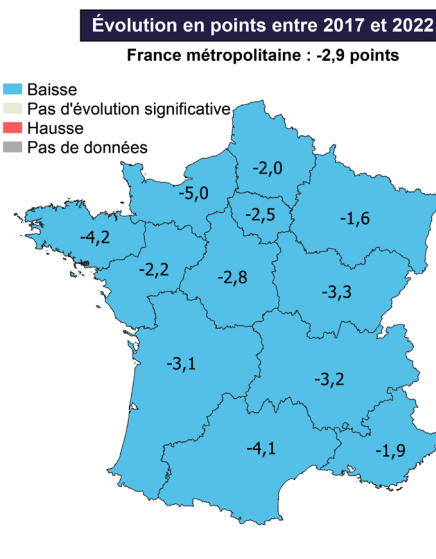 Évolution en points entre 2017 et 2022
France métropolitaine : -2,9 points
Baisse
Pas d'évolution significative
Hausse
Pas de données
-2,0
-5,0
-2,5
-1,6
-4,2
-2,2
-2,8
-3,3
-3,1
-3,2
-4,1
-1,9